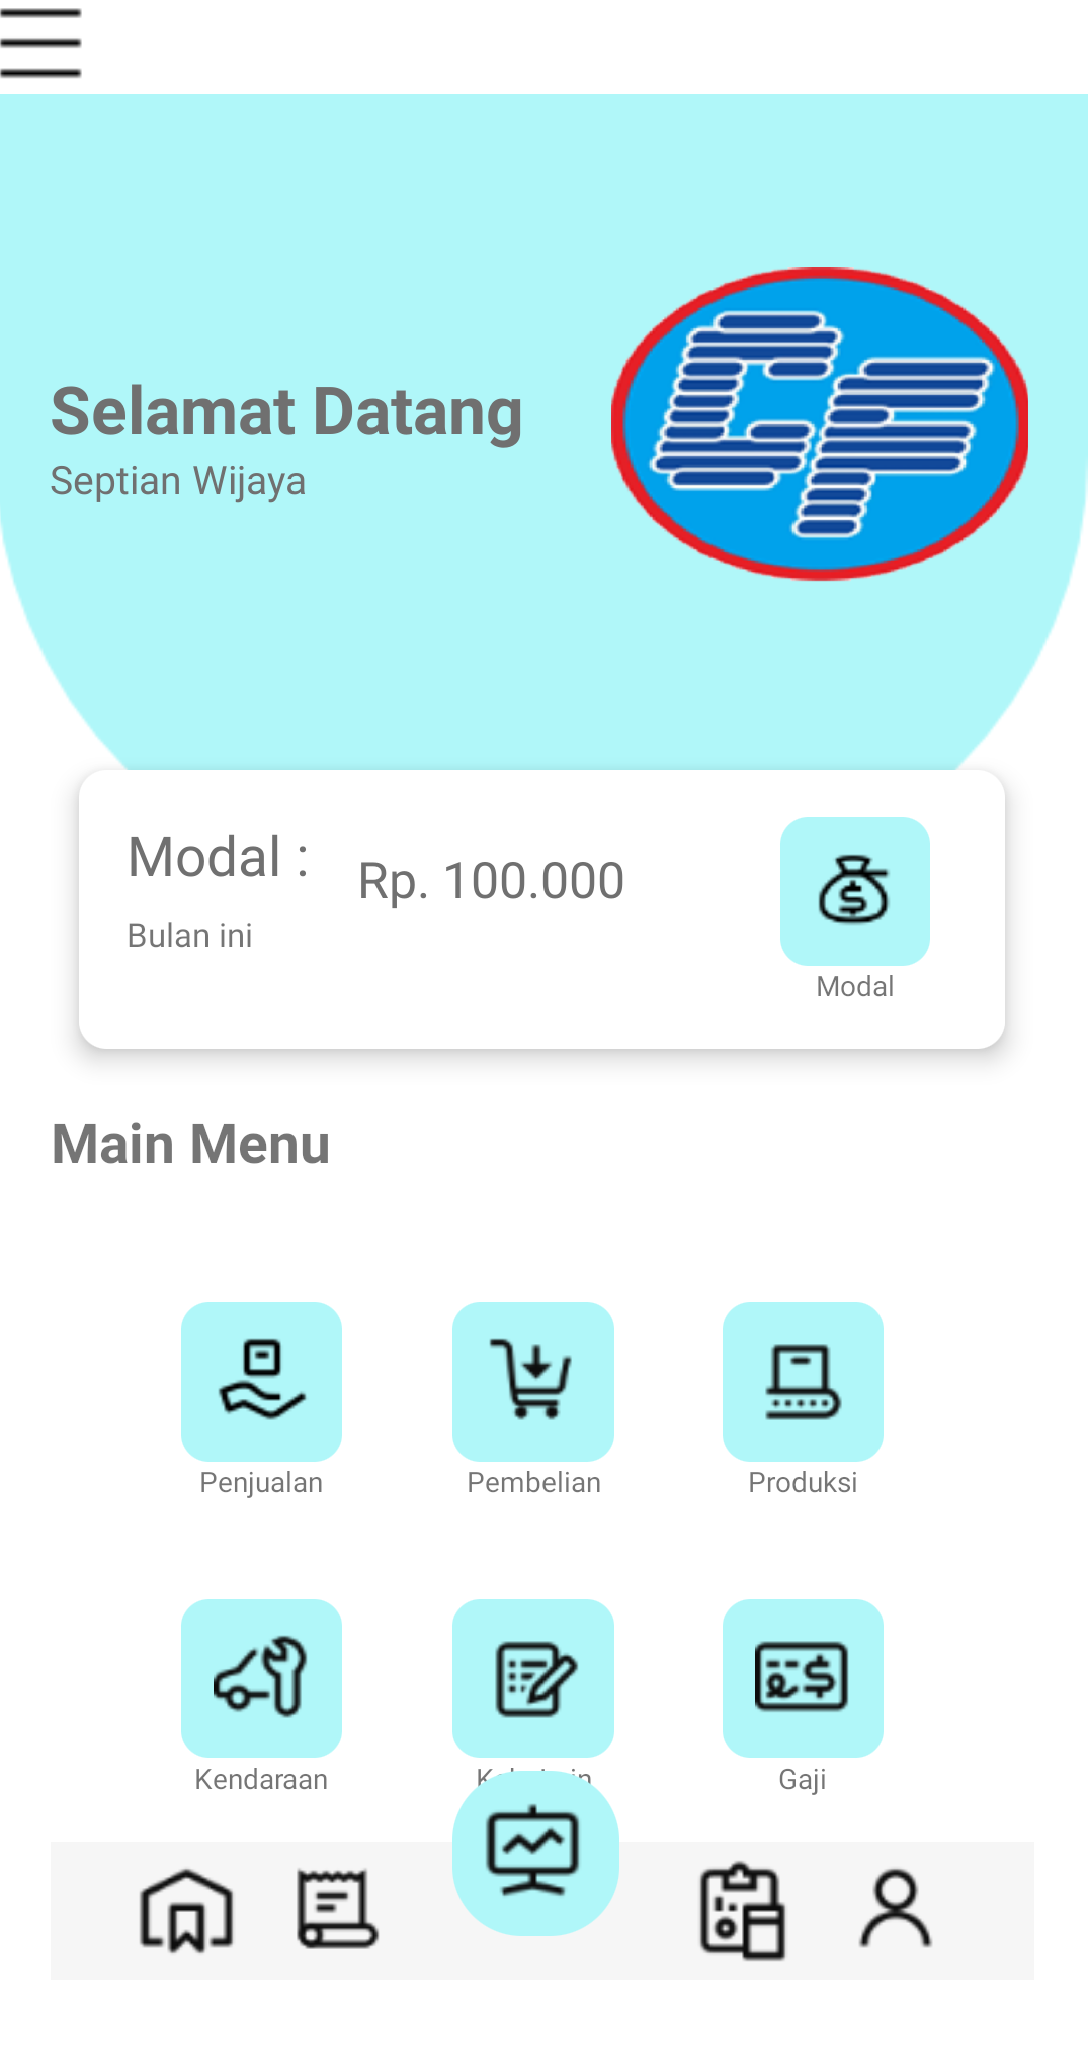 Selamat Datang
Septian Wijaya
CF
Modal :
Rp. 100.000
Bulan ini
Modal
Main Menu
Penjualan
Pembelian
Produksi
Kendaraan
Gaji